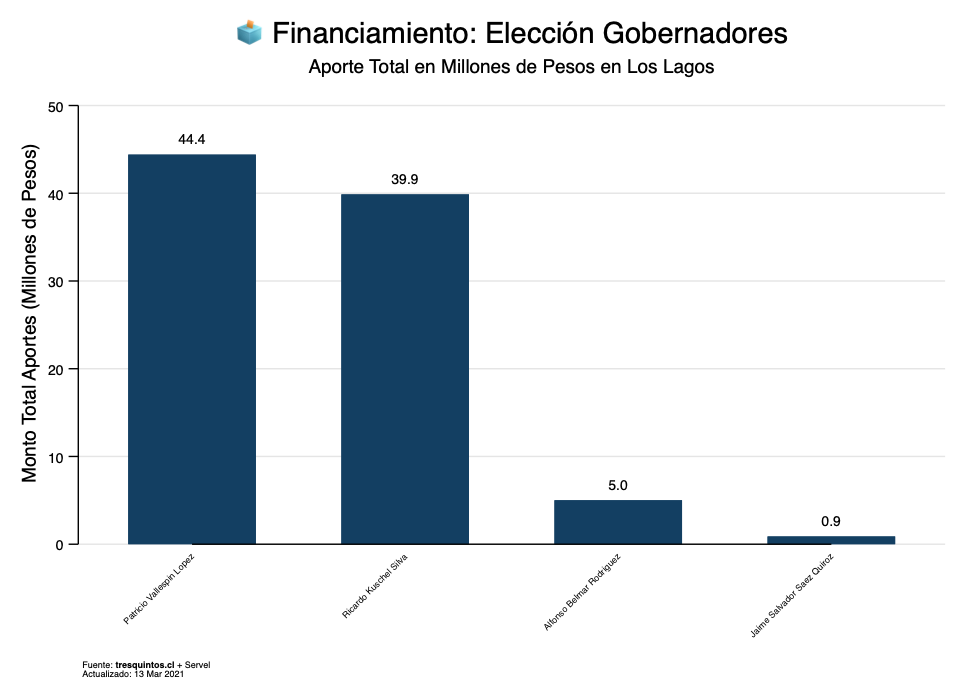 Financiamiento: Elección Gobernadores
Aporte Total en Millones de Pesos en Los Lagos
Monto Total Aportes (Millones de Pesos)
50
40
30
20
10
0
44.4
39.9
5.0
0.9
Patricio Vallespin Lopez
Ricardo Kuschel Silva
Alfonso Belmar Rodriguez
Jaime Salvador Saez Quiroz
Fuente: tresquintos.cl + Servel
Actualizado: 13 Mar 2021